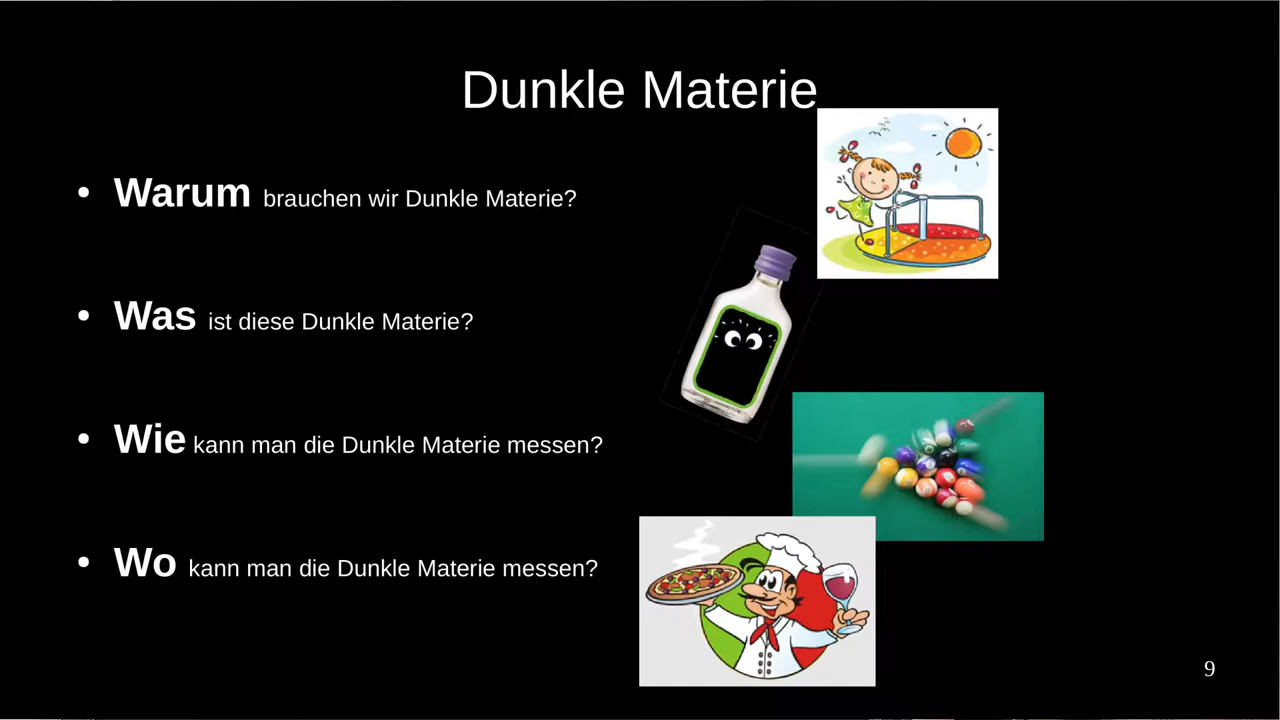 Dunkle Materie
• Warum brauchen wir Dunkle Materie?
• Was ist diese Dunkle Materie?
• Wie kann man die Dunkle Materie messen?
• Wo kann man die Dunkle Materie messen?
9